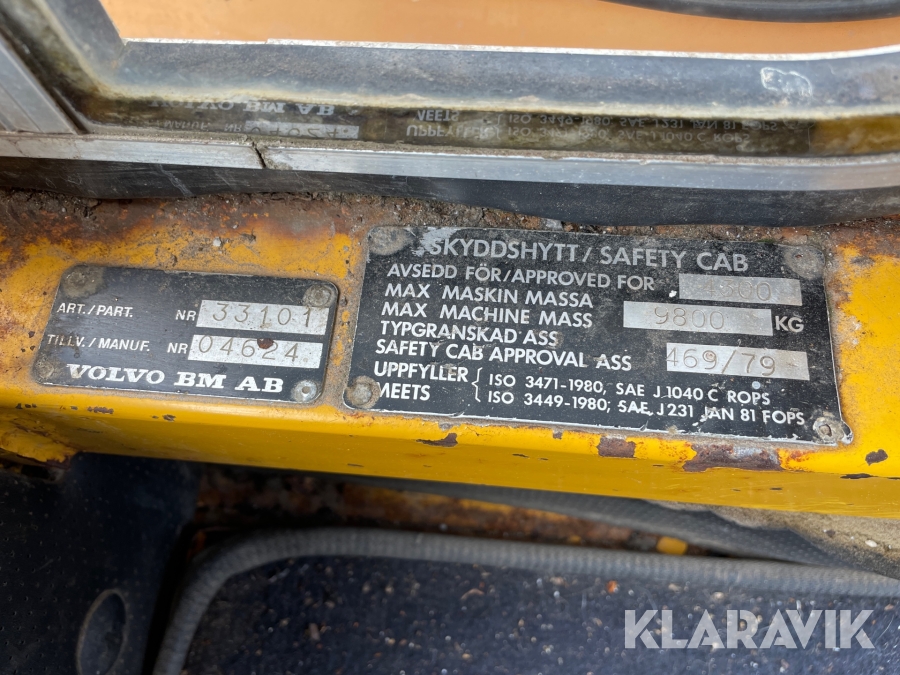 ART./PART. NR 33101
TILLV./MANUF. NR 04624
VOLVO BM AB
SKYDDSHYTT/SAFETY CAB
AVSEDD FÖR/APPROVED FOR
MAX MASKIN MASSA
MAX MACHINE MASS 9800 KG
TYPGRANSKAD ASS
SAFETY CAB APPROVAL ASS 469/79
UPPFYLLER ISO 3471-1980, SAE J 1040 C ROPS
MEETS ISO 3449-1980; SAE J 231 JAN 81 FOPS
KLARAVIK